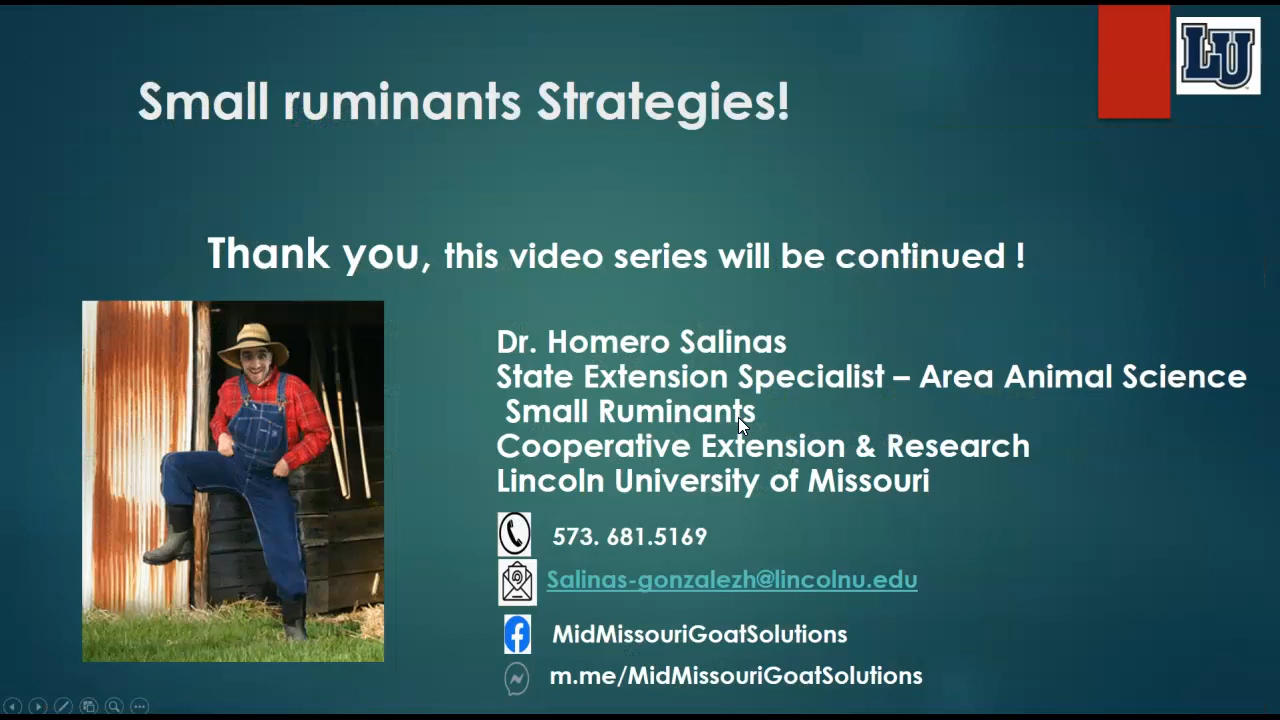 LU
Small ruminants Strategies!
Thank you, this video series will be continued !
Dr. Homero Salinas
State Extension Specialist – Area Animal Science
Small Ruminants
Cooperative Extension & Research
Lincoln University of Missouri
573. 681.5169
Salinas-gonzalezh@lincolnu.edu
MidMissouriGoatSolutions
m.me/MidMissouriGoatSolutions